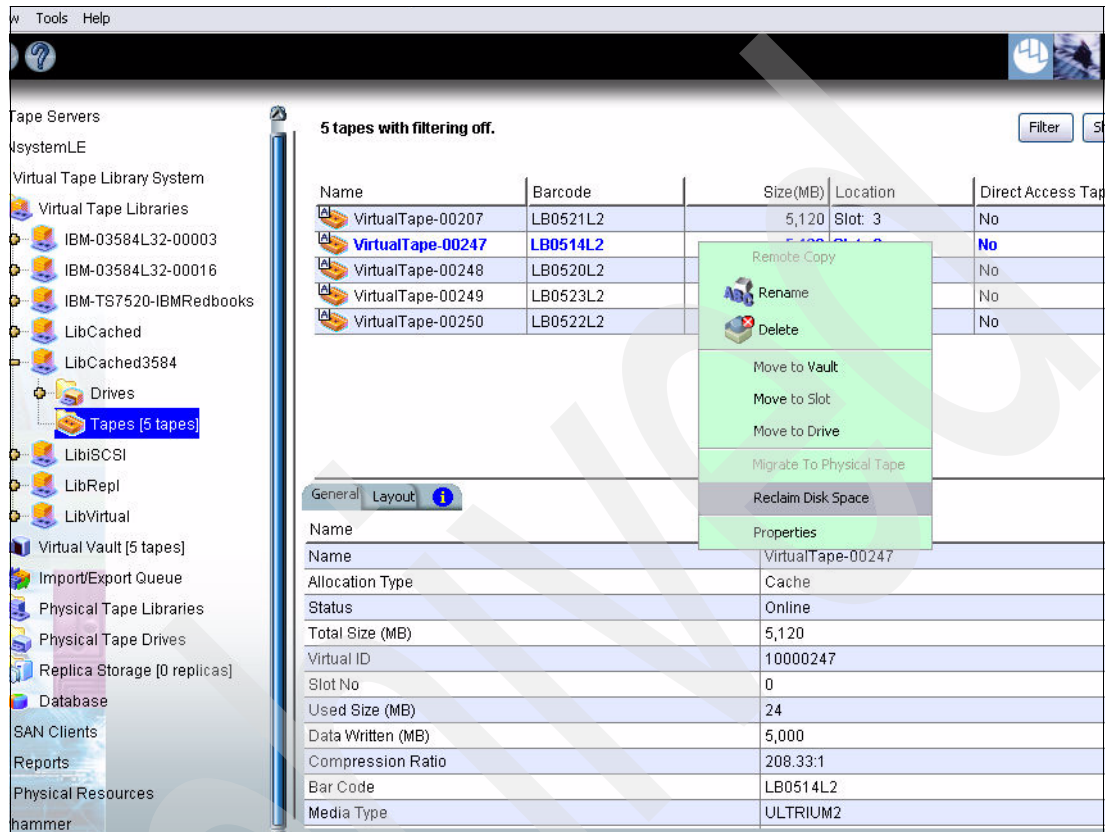 w Tools Help
Tape Servers
NsystemLE
Virtual Tape Library System
Virtual Tape Libraries
IBM-03584L32-00003
IBM-03584L32-00016
IBM-TS7520-IBMRedbooks
LibCached
LibCached3584
Drives
Tapes [5 tapes]
LibiSCSI
LibRepl
LibVirtual
Virtual Vault [5 tapes]
Import/Export Queue
Physical Tape Libraries
Physical Tape Drives
Replica Storage [0 replicas]
Database
SAN Clients
Reports
Physical Resources
hammer
5 tapes with filtering off.
Filter
Name Barcode Size(MB) Location Direct Access Tap
VirtualTape-00207 LB0521L2 5,120 Slot: 3 No
VirtualTape-00247 LB0514L2 No
VirtualTape-00248 LB0520L2 No
VirtualTape-00249 LB0523L2 No
VirtualTape-00250 LB0522L2 No
Remote Copy
Rename
Delete
Move to Vault
Move to Slot
Move to Drive
Migrate To Physical Tape
Reclaim Disk Space
Properties
General Layout
Name
Name VirtualTape-00247
Allocation Type Cache
Status Online
Total Size (MB) 5,120
Virtual ID 10000247
Slot No 0
Used Size (MB) 24
Data Written (MB) 5,000
Compression Ratio 208.33:1
Bar Code LB0514L2
Media Type ULTRIUM2